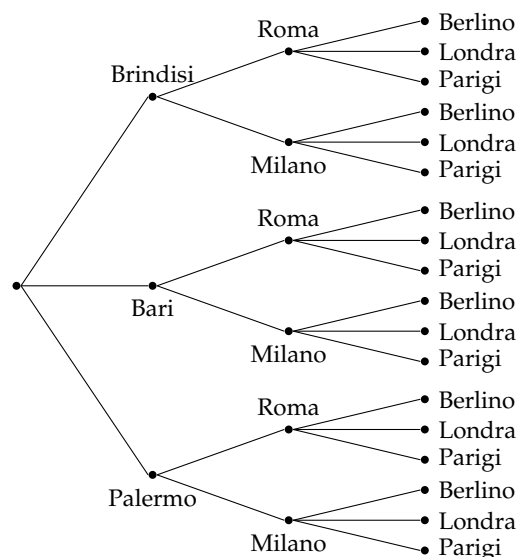 Berlino
Roma
Londra
Parigi
Brindisi
Berlino
Londra
Milano
Parigi
Berlino
Roma
Londra
Parigi
Bari
Berlino
Londra
Milano
Parigi
Berlino
Roma
Londra
Parigi
Palermo
Berlino
Londra
Milano
Parigi